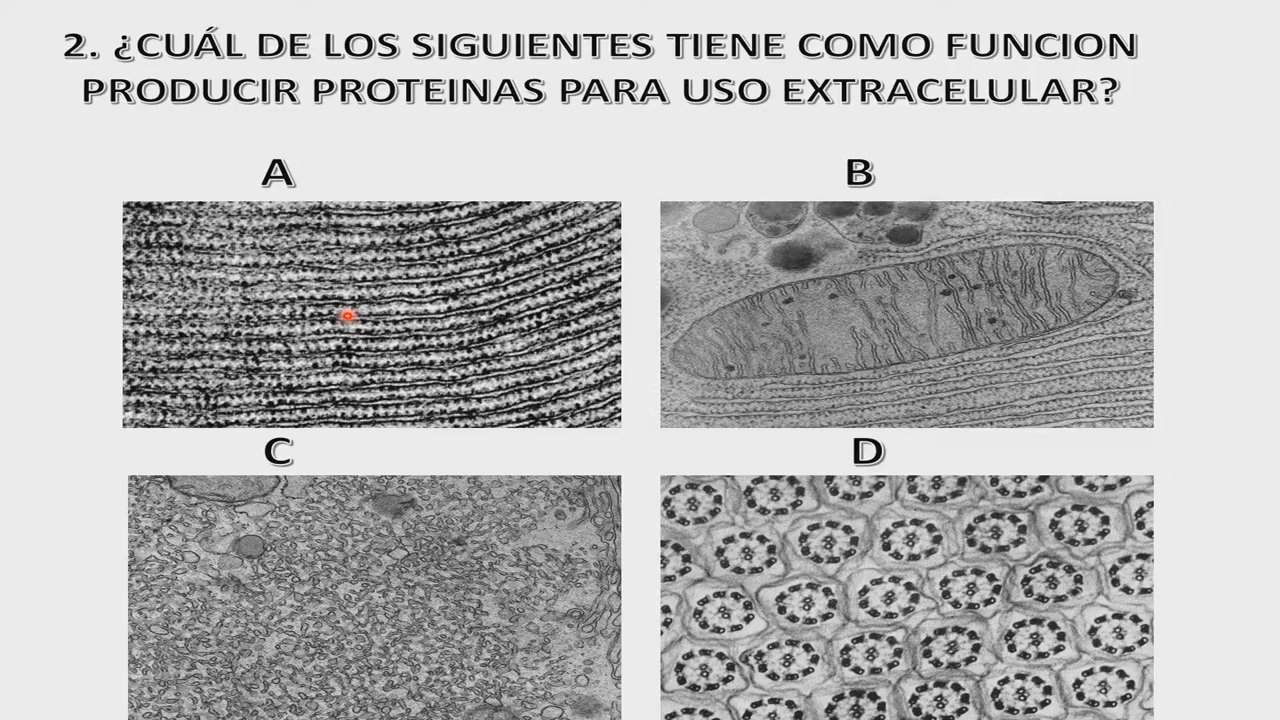 2. ¿CUÁL DE LOS SIGUIENTES TIENE COMO FUNCION
PRODUCIR PROTEINAS PARA USO EXTRACELULAR?
A
B
C
D